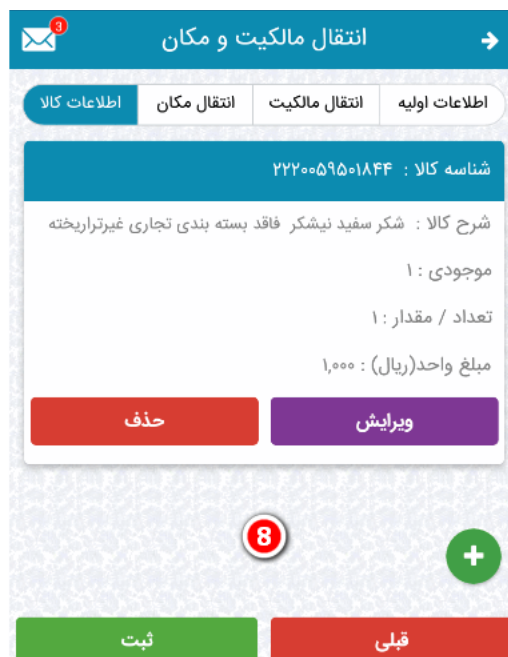 3
انتقال مالکیت و مکان
اطلاعات اولیه
انتقال مالکیت
انتقال مکان
اطلاعات کالا
شناسه کالا : ۲۲۲۰۰۵۹۵۰۱۸۴۴
شرح کالا : شکر سفید نیشکر فاقد بسته بندی تجاری غیرتراریخته
موجودی : ۱
تعداد / مقدار : ۱
مبلغ واحد(ریال) : ۱,۰۰۰
ویرایش
حذف
8
+
قبلی
ثبت